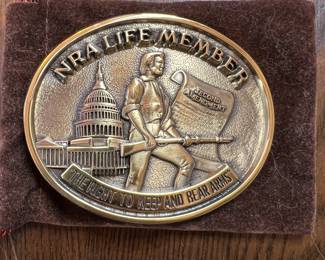 NRA LIFE MEMBER
SECOND
AMENDMENT
THE RIGHT TO KEEP AND BEAR ARMS